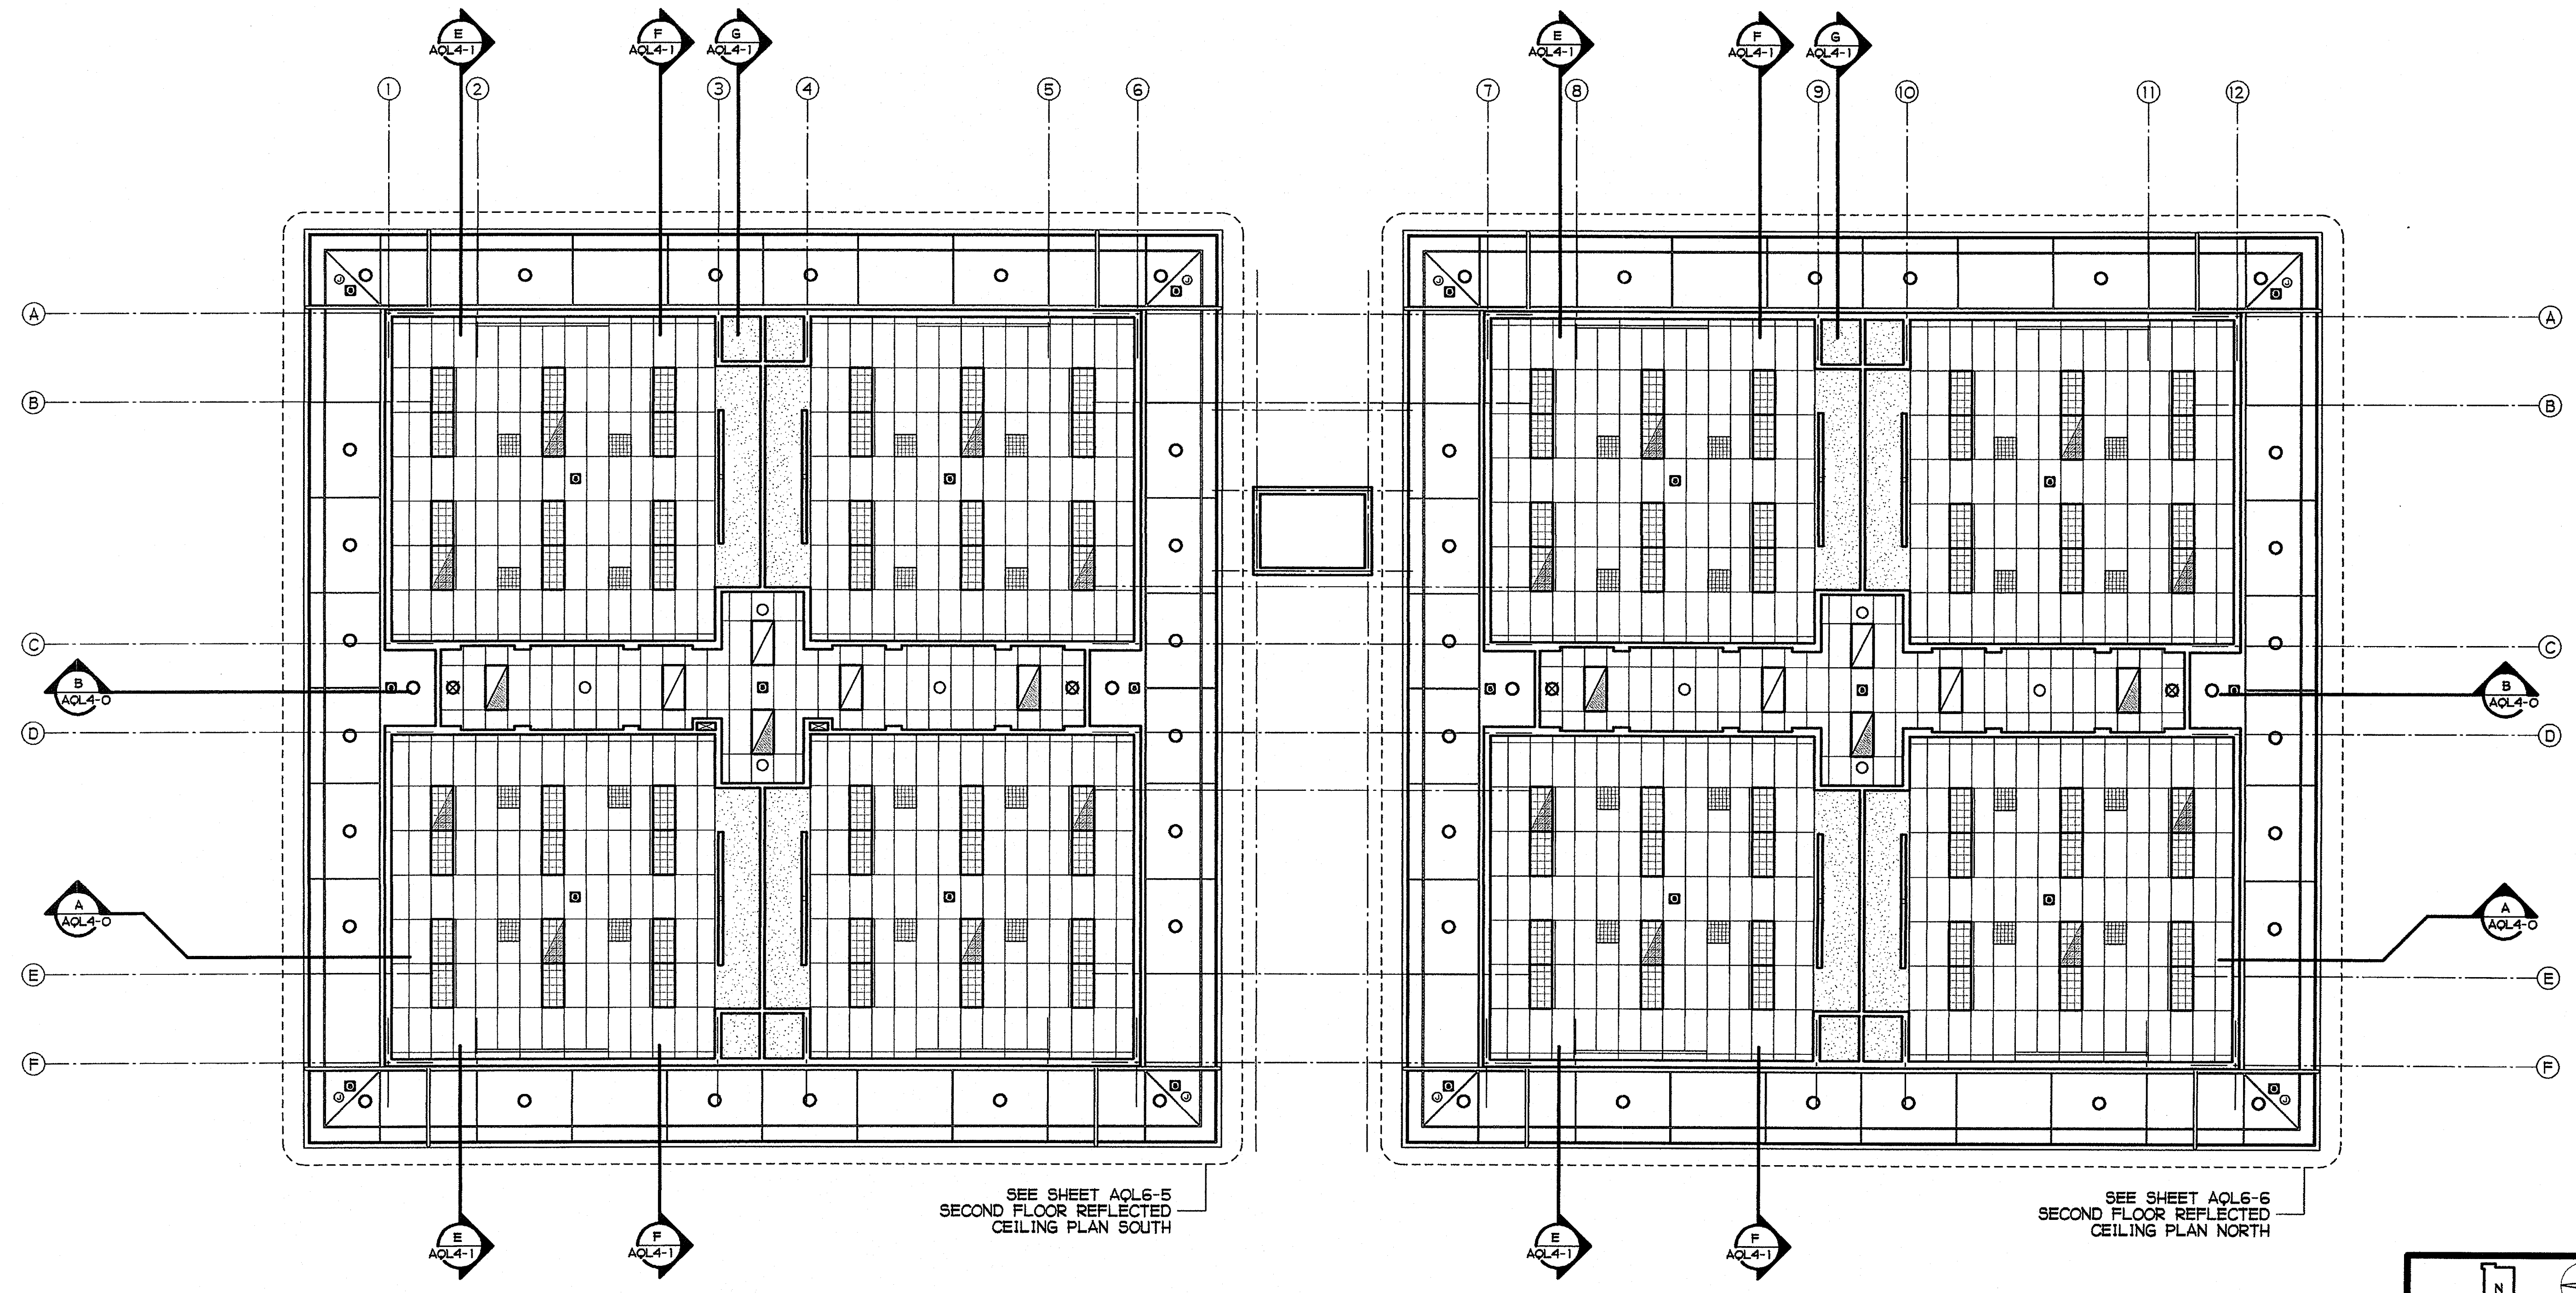 E F G E F G
AQL4-1 AQL4-1 AQL4-1 AQL4-1 AQL4-1 AQL4-1
1 2 3 4 5 6 7 8 9 10 11 12
A A
B B
C C
B B
AQL4-0 AQL4-0
D D
A A
AQL4-0 AQL4-0
E E
F F
SEE SHEET AQL6-5
SECOND FLOOR REFLECTED
CEILING PLAN SOUTH
SEE SHEET AQL6-6
SECOND FLOOR REFLECTED
CEILING PLAN NORTH
E F E F
AQL4-1 AQL4-1 AQL4-1 AQL4-1
N